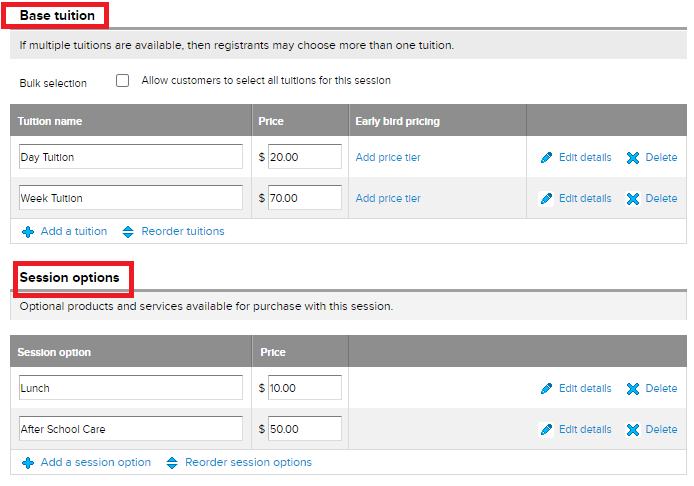 Base tuition
If multiple tuitions are available, then registrants may choose more than one tuition.
Bulk selection Allow customers to select all tuitions for this session
Tuition name Price Early bird pricing
Day Tuition $ 20.00 Add price tier Edit details Delete
Week Tuition $ 70.00 Add price tier Edit details Delete
Add a tuition Reorder tuitions
Session options
Optional products and services available for purchase with this session.
Session option Price
Lunch $ 10.00 Edit details Delete
After School Care $ 50.00 Edit details Delete
Add a session option Reorder session options